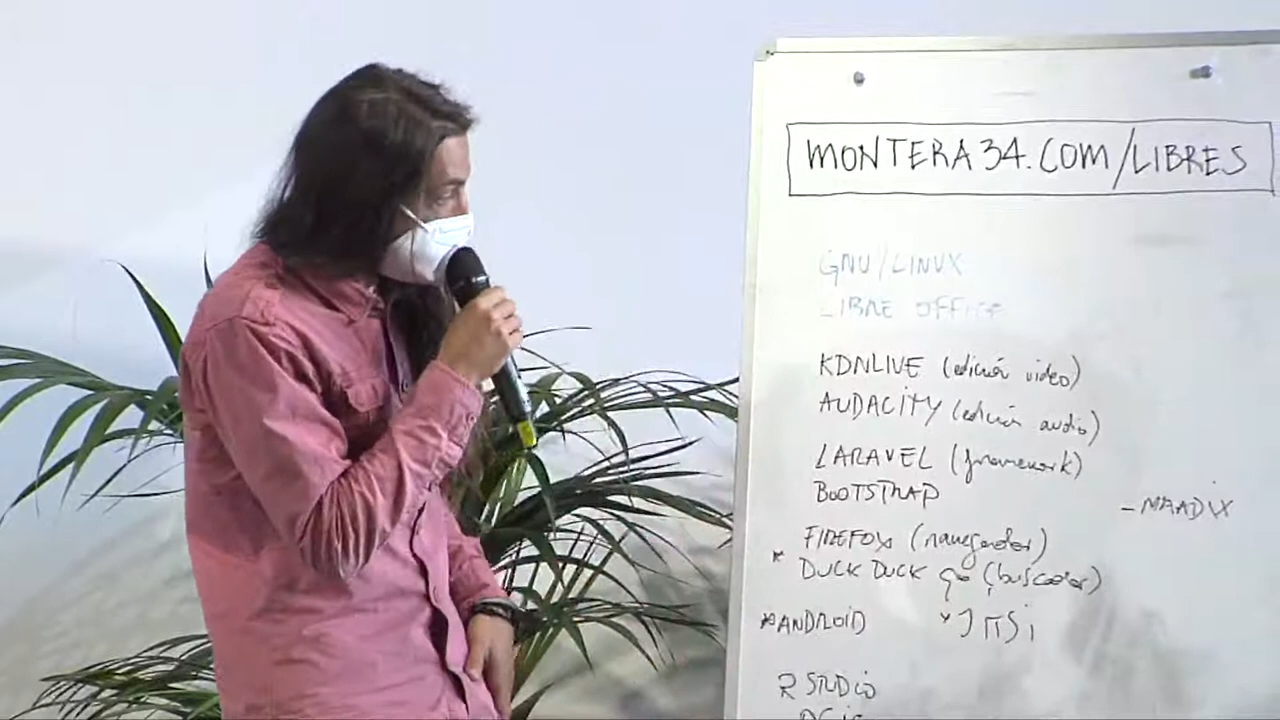 MONTERA34.COM/LIBRES
GNU/LINUX
LIBRE OFFICE
KDNLIVE (edición video)
AUDACITY (edición audio)
LARAVEL (framework)
BOOTSTRAP
- MAADIX
FIREFOX (navegador)
* DUCK DUCK go (buscador)
*ANDROID
* JITSi
R STUDIO